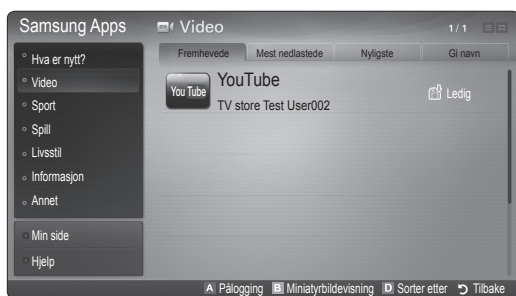 Samsung Apps
Video
1/1
Hva er nytt?
Video
Sport
Spill
Livsstil
Informasjon
Annet
Min side
Hjelp
Fremhevede Mest nedlastede Nyligste Gi navn
You Tube
YouTube
TV store Test User002
Ledig
A Pålogging B Miniatyrbildevisning D Sorter etter Tilbake